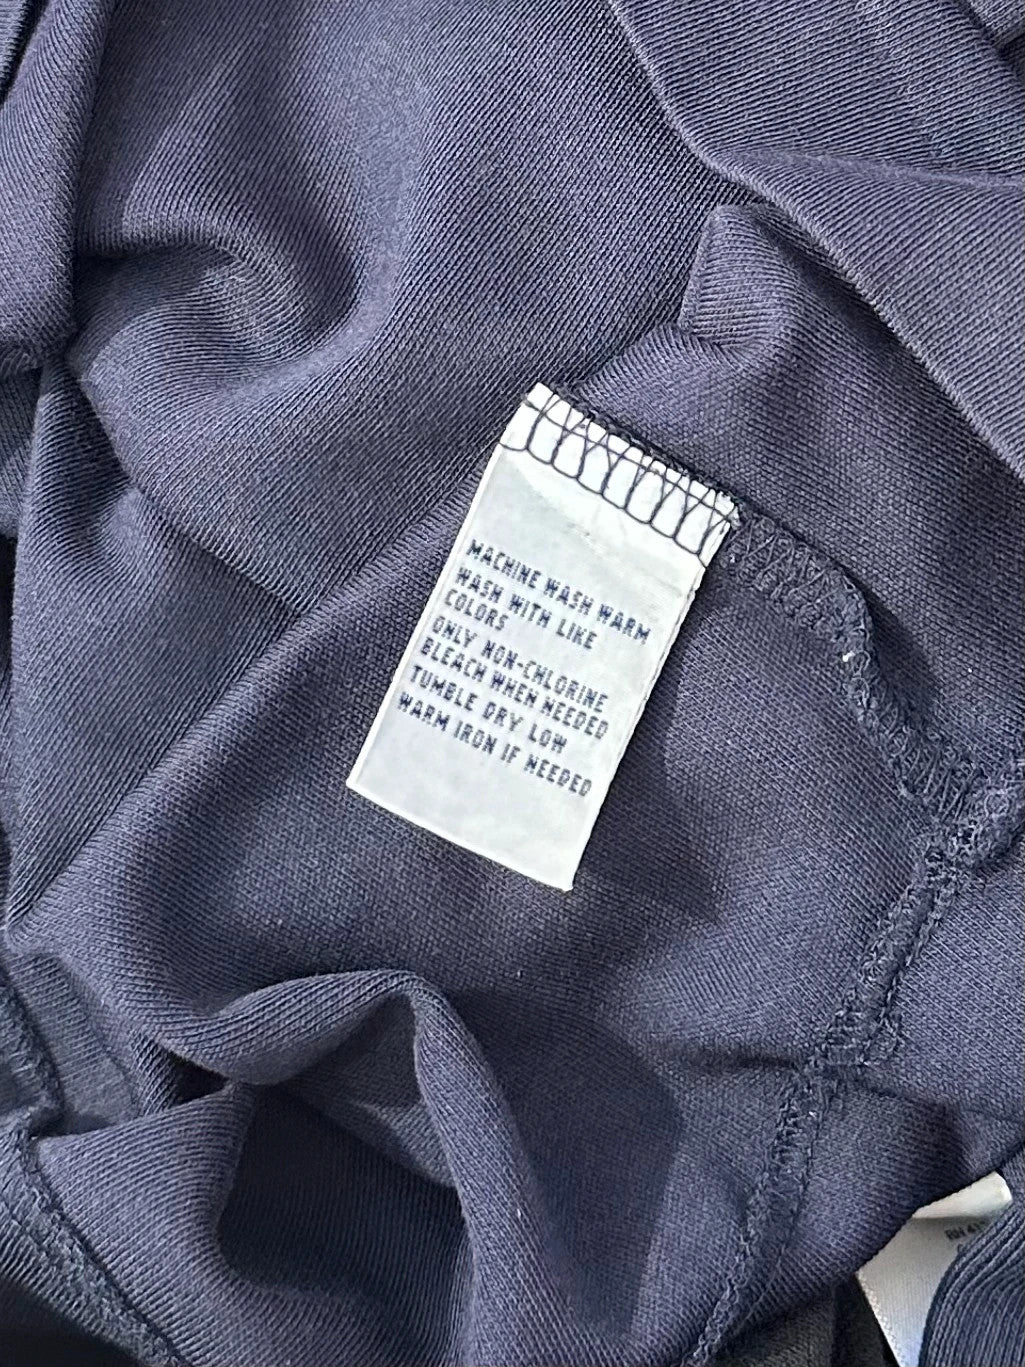 MACHINE WASH WARM
WASH WITH LIKE
COLORS
ONLY NON-CHLORINE
BLEACH WHEN NEEDED
TUMBLE DRY LOW
WARM IRON IF NEEDED